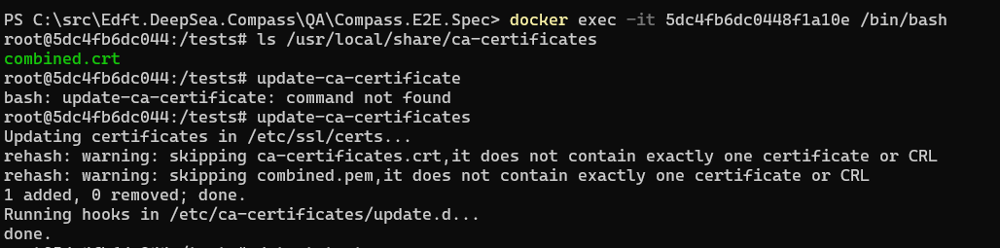 PS C:\src\Edft.DeepSea.Compass\QA\Compass.E2E.Spec> docker exec -it 5dc4fb6dc0448f1a10e /bin/bash
root@5dc4fb6dc044:/tests# ls /usr/local/share/ca-certificates
combined.crt
root@5dc4fb6dc044:/tests# update-ca-certificate
bash: update-ca-certificate: command not found
root@5dc4fb6dc044:/tests# update-ca-certificates
Updating certificates in /etc/ssl/certs...
rehash: warning: skipping ca-certificates.crt,it does not contain exactly one certificate or CRL
rehash: warning: skipping combined.pem,it does not contain exactly one certificate or CRL
1 added, 0 removed; done.
Running hooks in /etc/ca-certificates/update.d...
done.